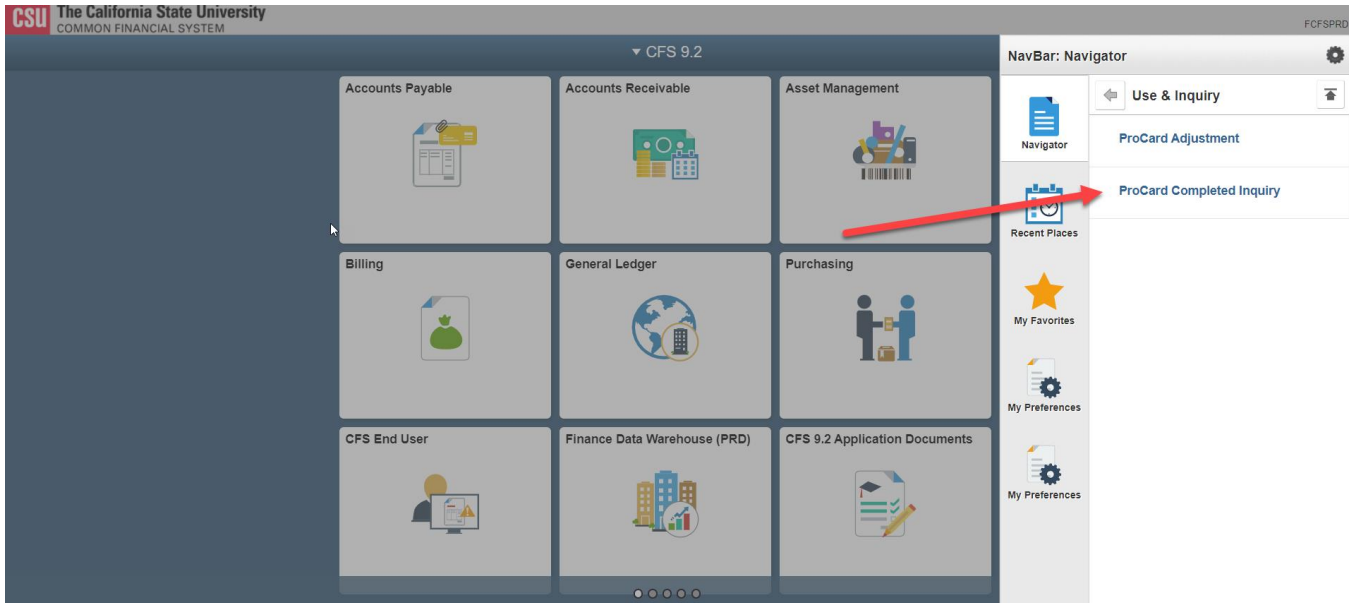 CSU The California State University
COMMON FINANCIAL SYSTEM
FCFSPRD
▼ CFS 9.2
NavBar: Navigator
Accounts Payable
Accounts Receivable
Asset Management
Billing
General Ledger
Purchasing
CFS End User
Finance Data Warehouse (PRD)
CFS 9.2 Application Documents
Navigator
Recent Places
My Favorites
My Preferences
My Preferences
Use & Inquiry
ProCard Adjustment
ProCard Completed Inquiry